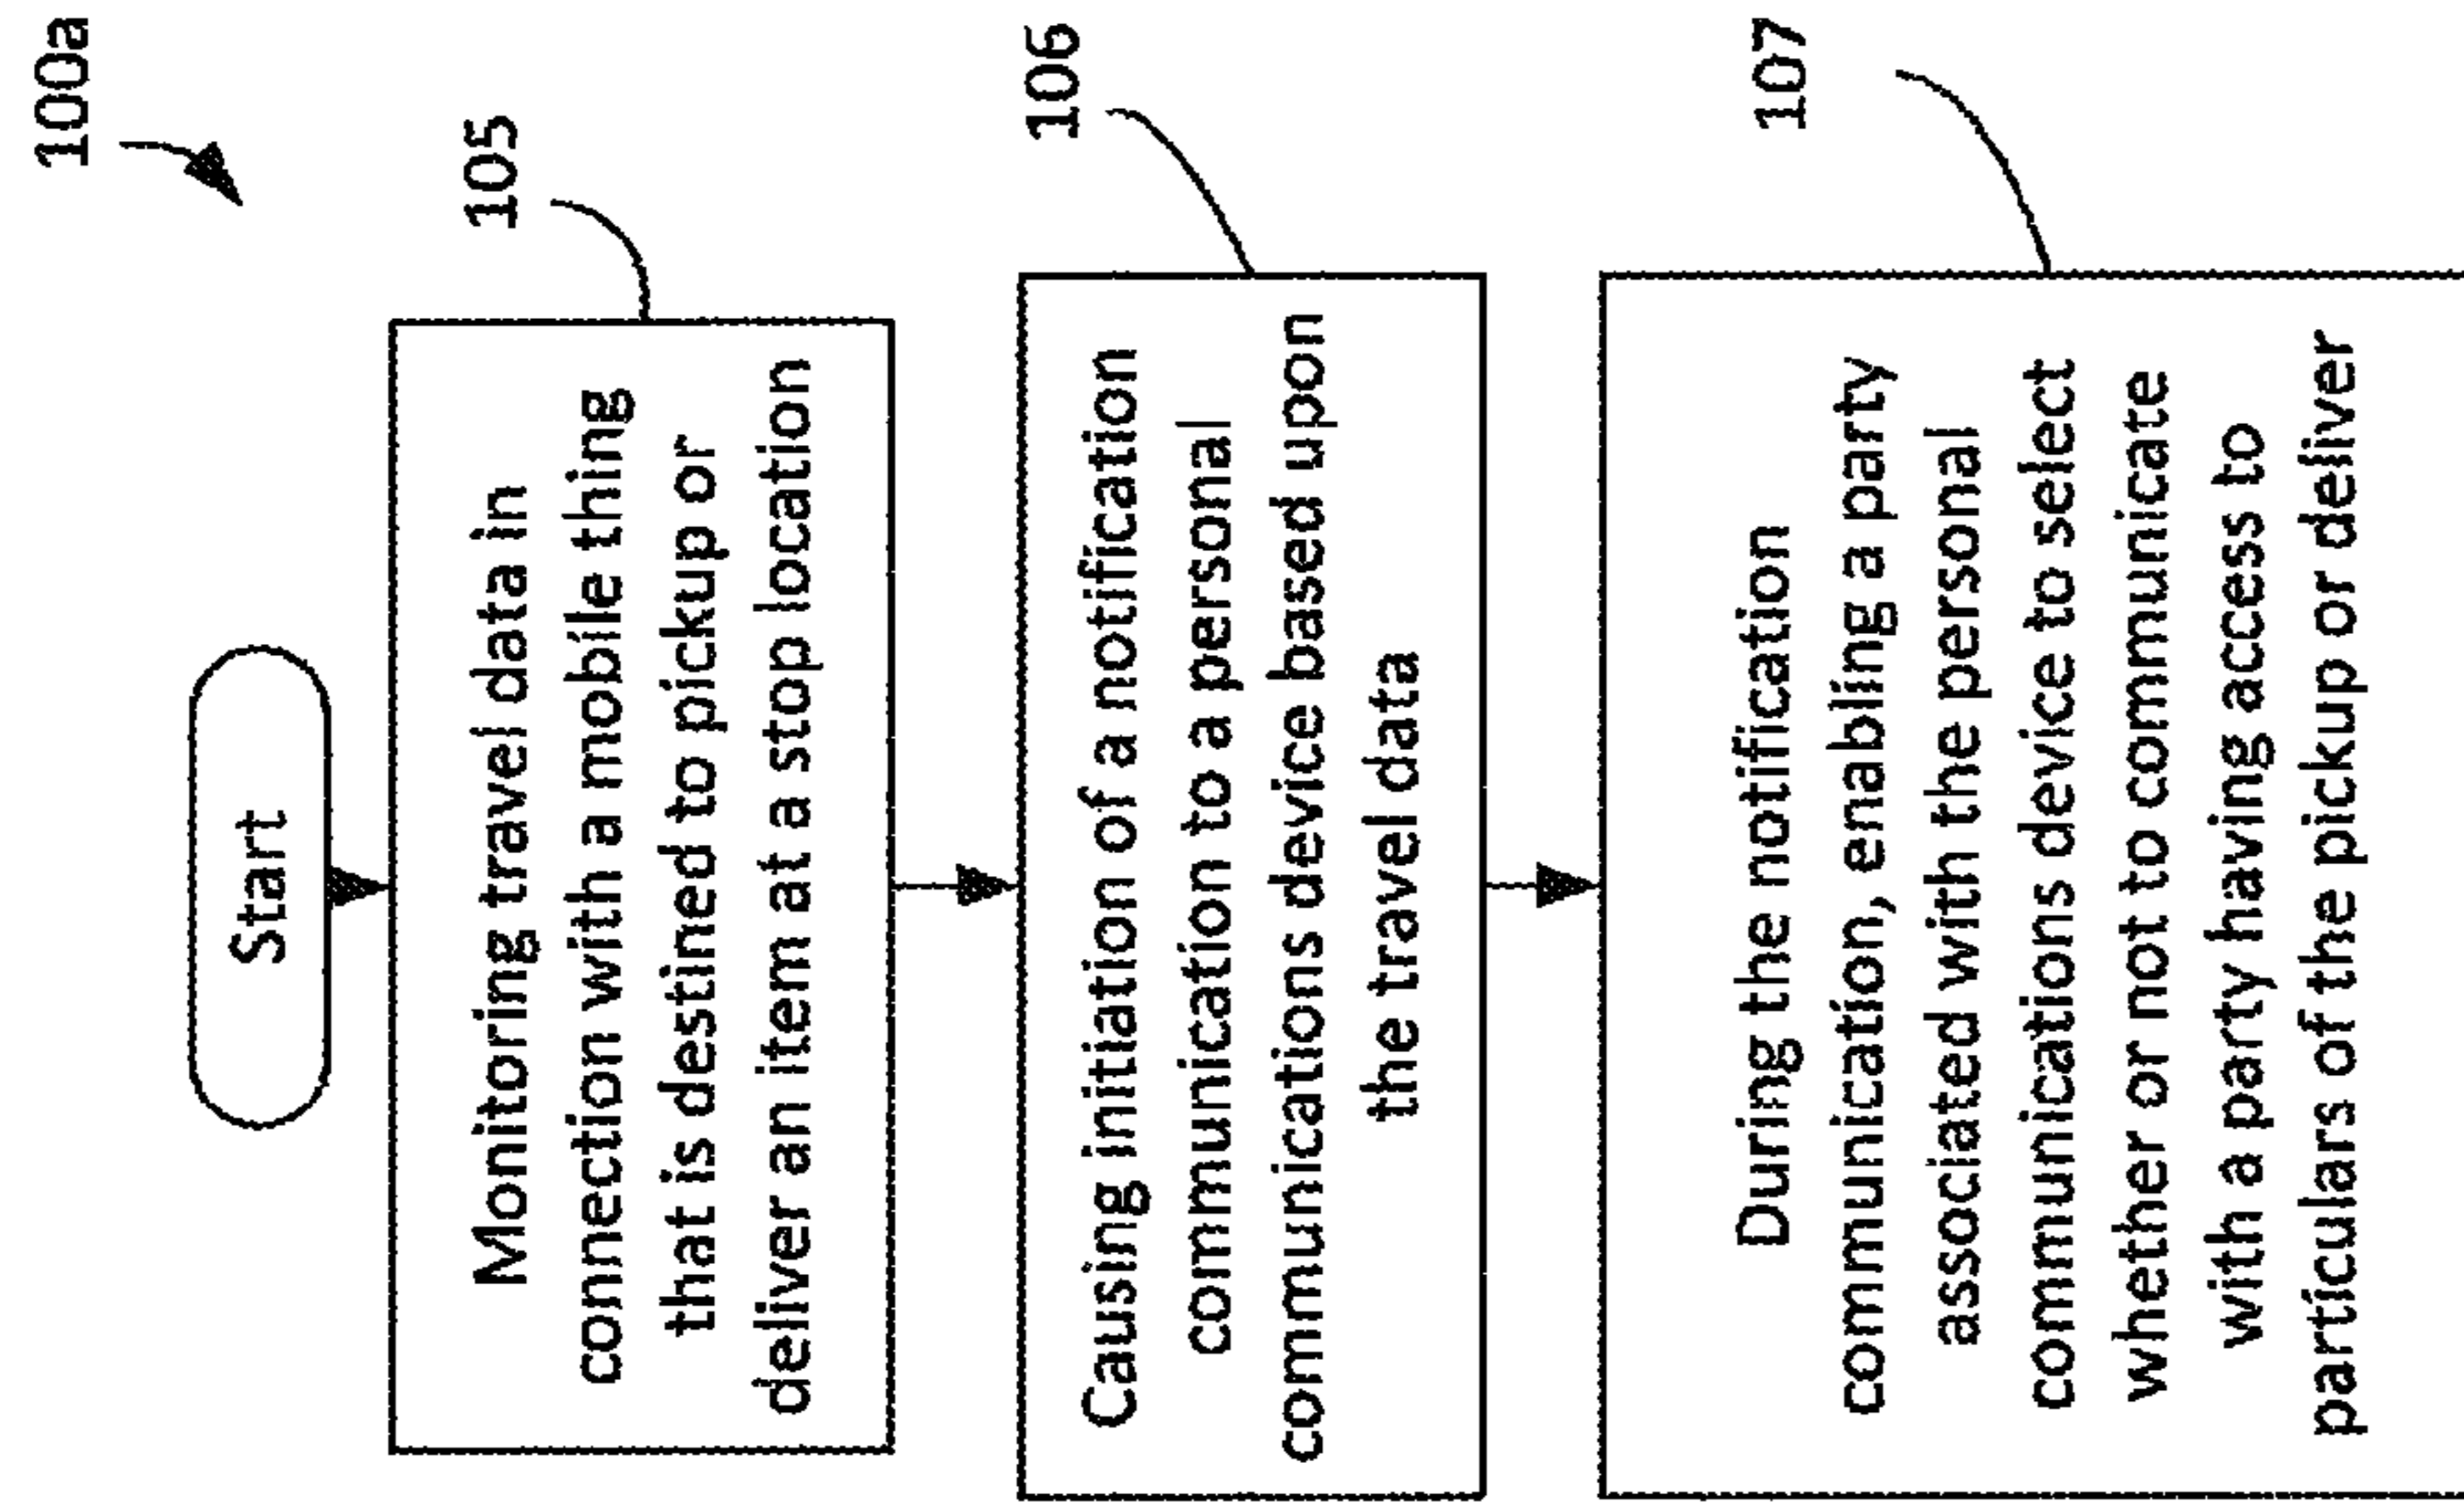 100a
Start
105
Monitoring travel data in
connection with a mobile thing
that is destined to pickup or
deliver an item at a stop location
106
Causing initiation of a notification
communication to a personal
communications device based upon
the travel data
107
During the notification
communication, enabling a party
associated with the personal
communications device to select
whether or not to communicate
with a party having access to
particulars of the pickup or deliver